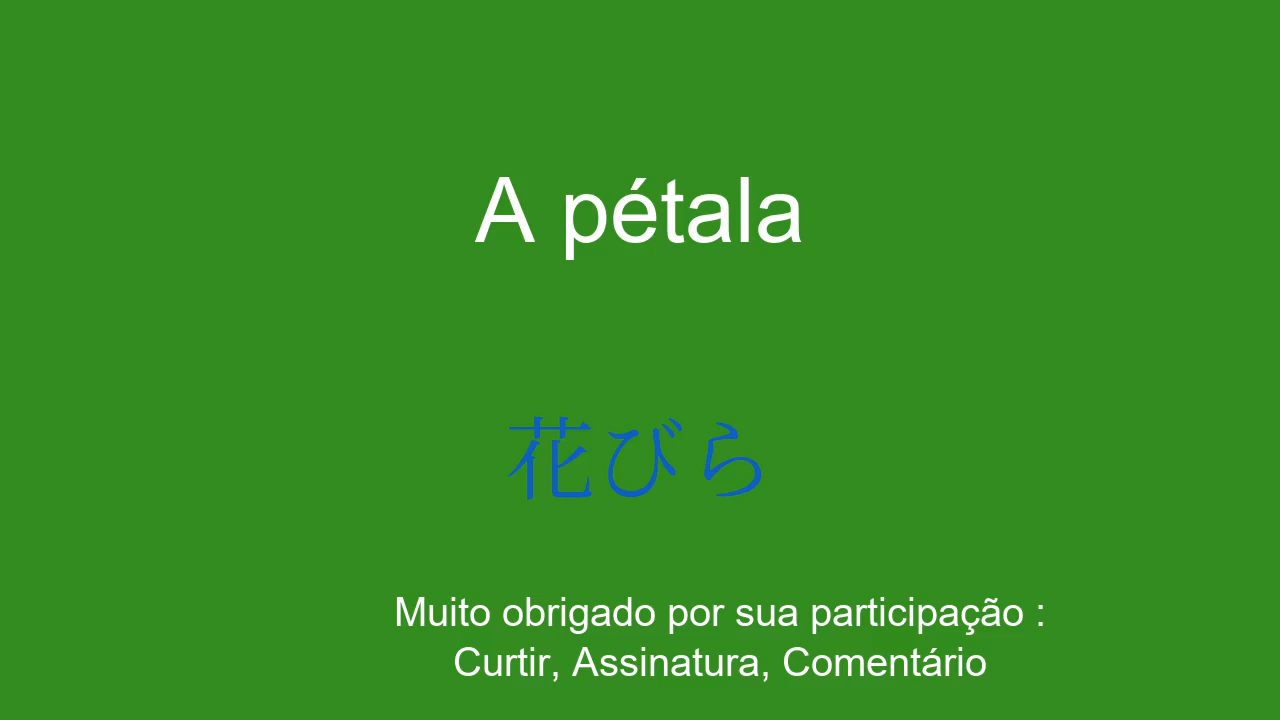 A pétala
花びら
Muito obrigado por sua participação :
Curtir, Assinatura, Comentário